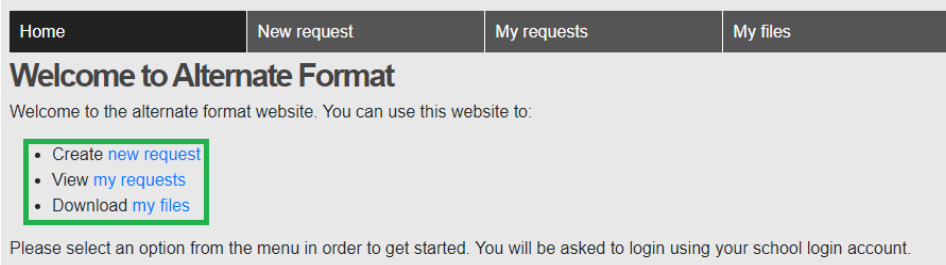 Home New request My requests My files
Welcome to Alternate Format
Welcome to the alternate format website. You can use this website to:
• Create new request
• View my requests
• Download my files
Please select an option from the menu in order to get started. You will be asked to login using your school login account.